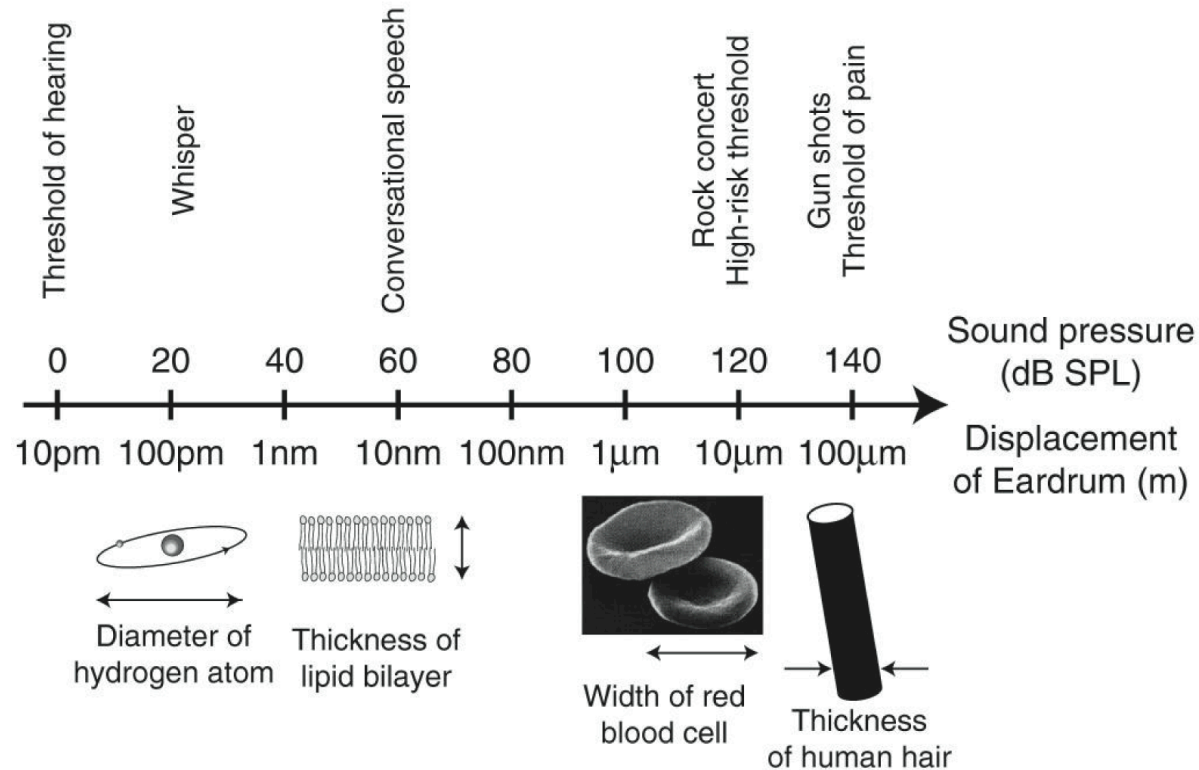 Threshold of hearing
Whisper
Conversational speech
Rock concert
High-risk threshold
Gun shots
Threshold of pain
0 20 40 60 80 100 120 140
Sound pressure
(dB SPL)
10pm 100pm 1nm 10nm 100nm 1μm 10μm 100μm
Displacement
of Eardrum (m)
Diameter of
hydrogen atom
Thickness of
lipid bilayer
Width of red
blood cell
Thickness
of human hair